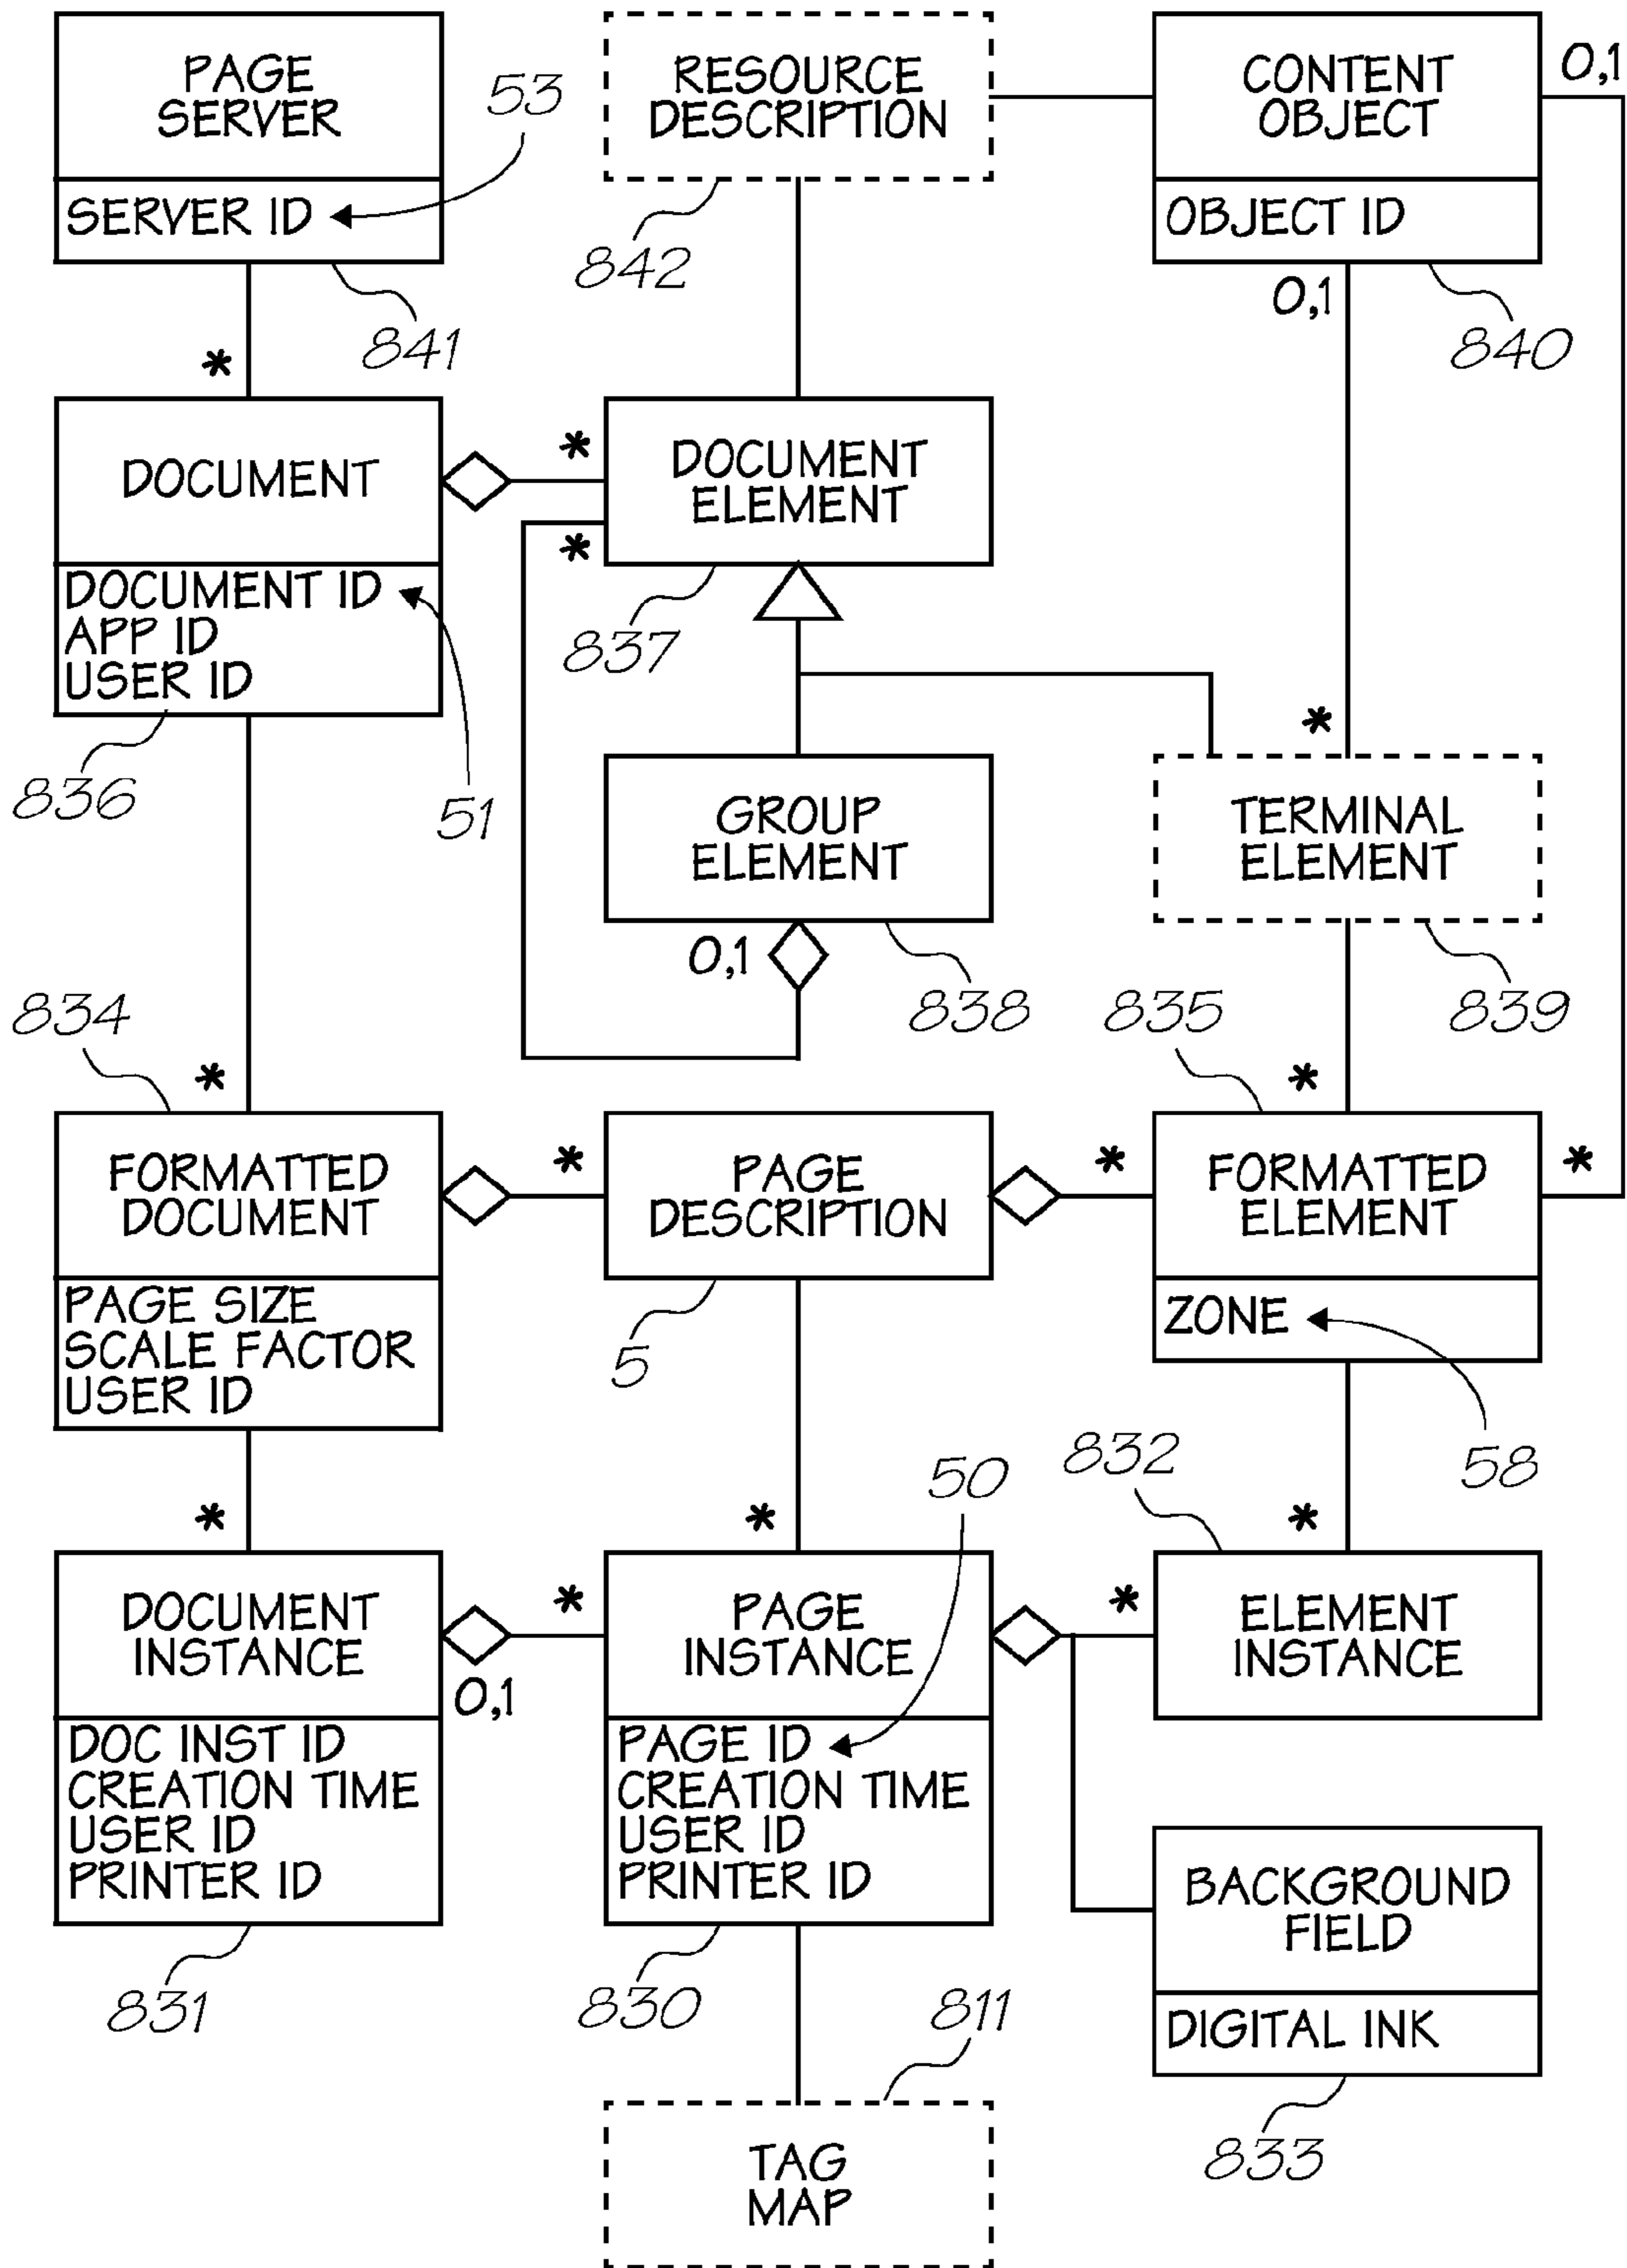 PAGE
SERVER
53
SERVER ID
841
RESOURCE
DESCRIPTION
842
CONTENT
OBJECT
0,1
OBJECT ID
0,1
840
*
DOCUMENT
*
DOCUMENT
ELEMENT
*
837
DOCUMENT ID
APP ID
USER ID
836
51
*
GROUP
ELEMENT
0,1
838
TERMINAL
ELEMENT
839
834
*
835
*
FORMATTED
DOCUMENT
*
PAGE
DESCRIPTION
*
FORMATTED
ELEMENT
*
PAGE SIZE
SCALE FACTOR
USER ID
5
ZONE
58
*
*
50
832
*
DOCUMENT
INSTANCE
*
0,1
PAGE
INSTANCE
*
ELEMENT
INSTANCE
DOC INST ID
CREATION TIME
USER ID
PRINTER ID
831
PAGE ID
CREATION TIME
USER ID
PRINTER ID
830
BACKGROUND
FIELD
DIGITAL INK
833
811
TAG
MAP